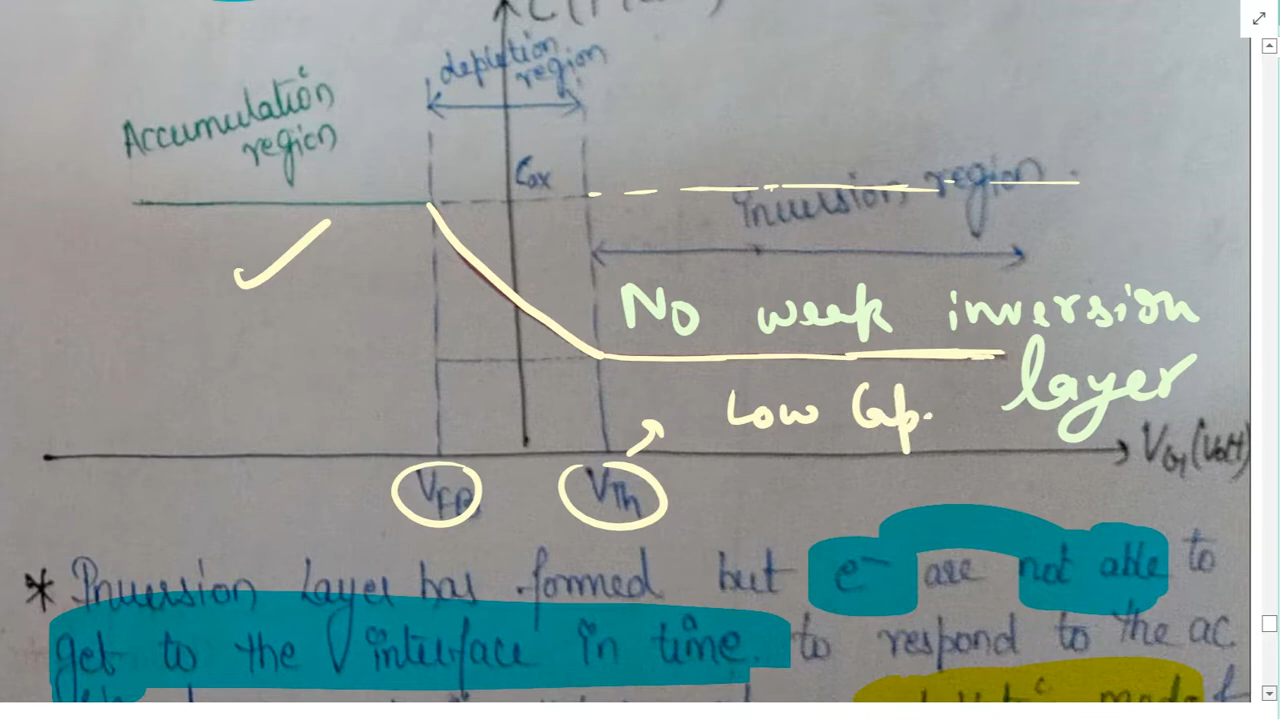 depletion
region
Accumulation
region
Cox
inversion region
No week inversion
layer
Low Cap.
VG (volt)
VFB
VTh
* Inversion Layer has formed but e⁻ are not able to
get to the interface in time to respond to the ac